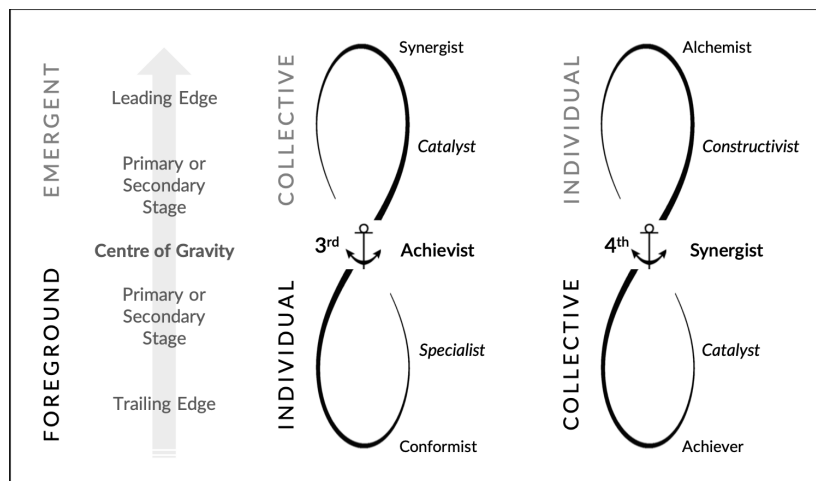 EMERGENT
FOREGROUND
Leading Edge
Primary or
Secondary
Stage
Centre of Gravity
Primary or
Secondary
Stage
Trailing Edge
COLLECTIVE
INDIVIDUAL
Synergist
Catalyst
3rd
Achievist
Specialist
Conformist
INDIVIDUAL
COLLECTIVE
Alchemist
Constructivist
4th
Synergist
Catalyst
Achiever